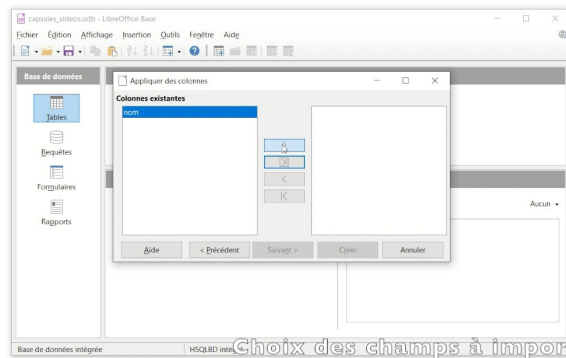 capsules_videos.odb - LibreOffice Base
Fichier Édition Affichage Insertion Outils Fenêtre Aide
Base de données
Tables
Requêtes
Formulaires
Rapports
Appliquer des colonnes
Colonnes existantes
nom
Aide < Précédent Suivant > Créer Annuler
Aucun
Base de données intégrée HSQLBD intégré
Choix des champs à impor